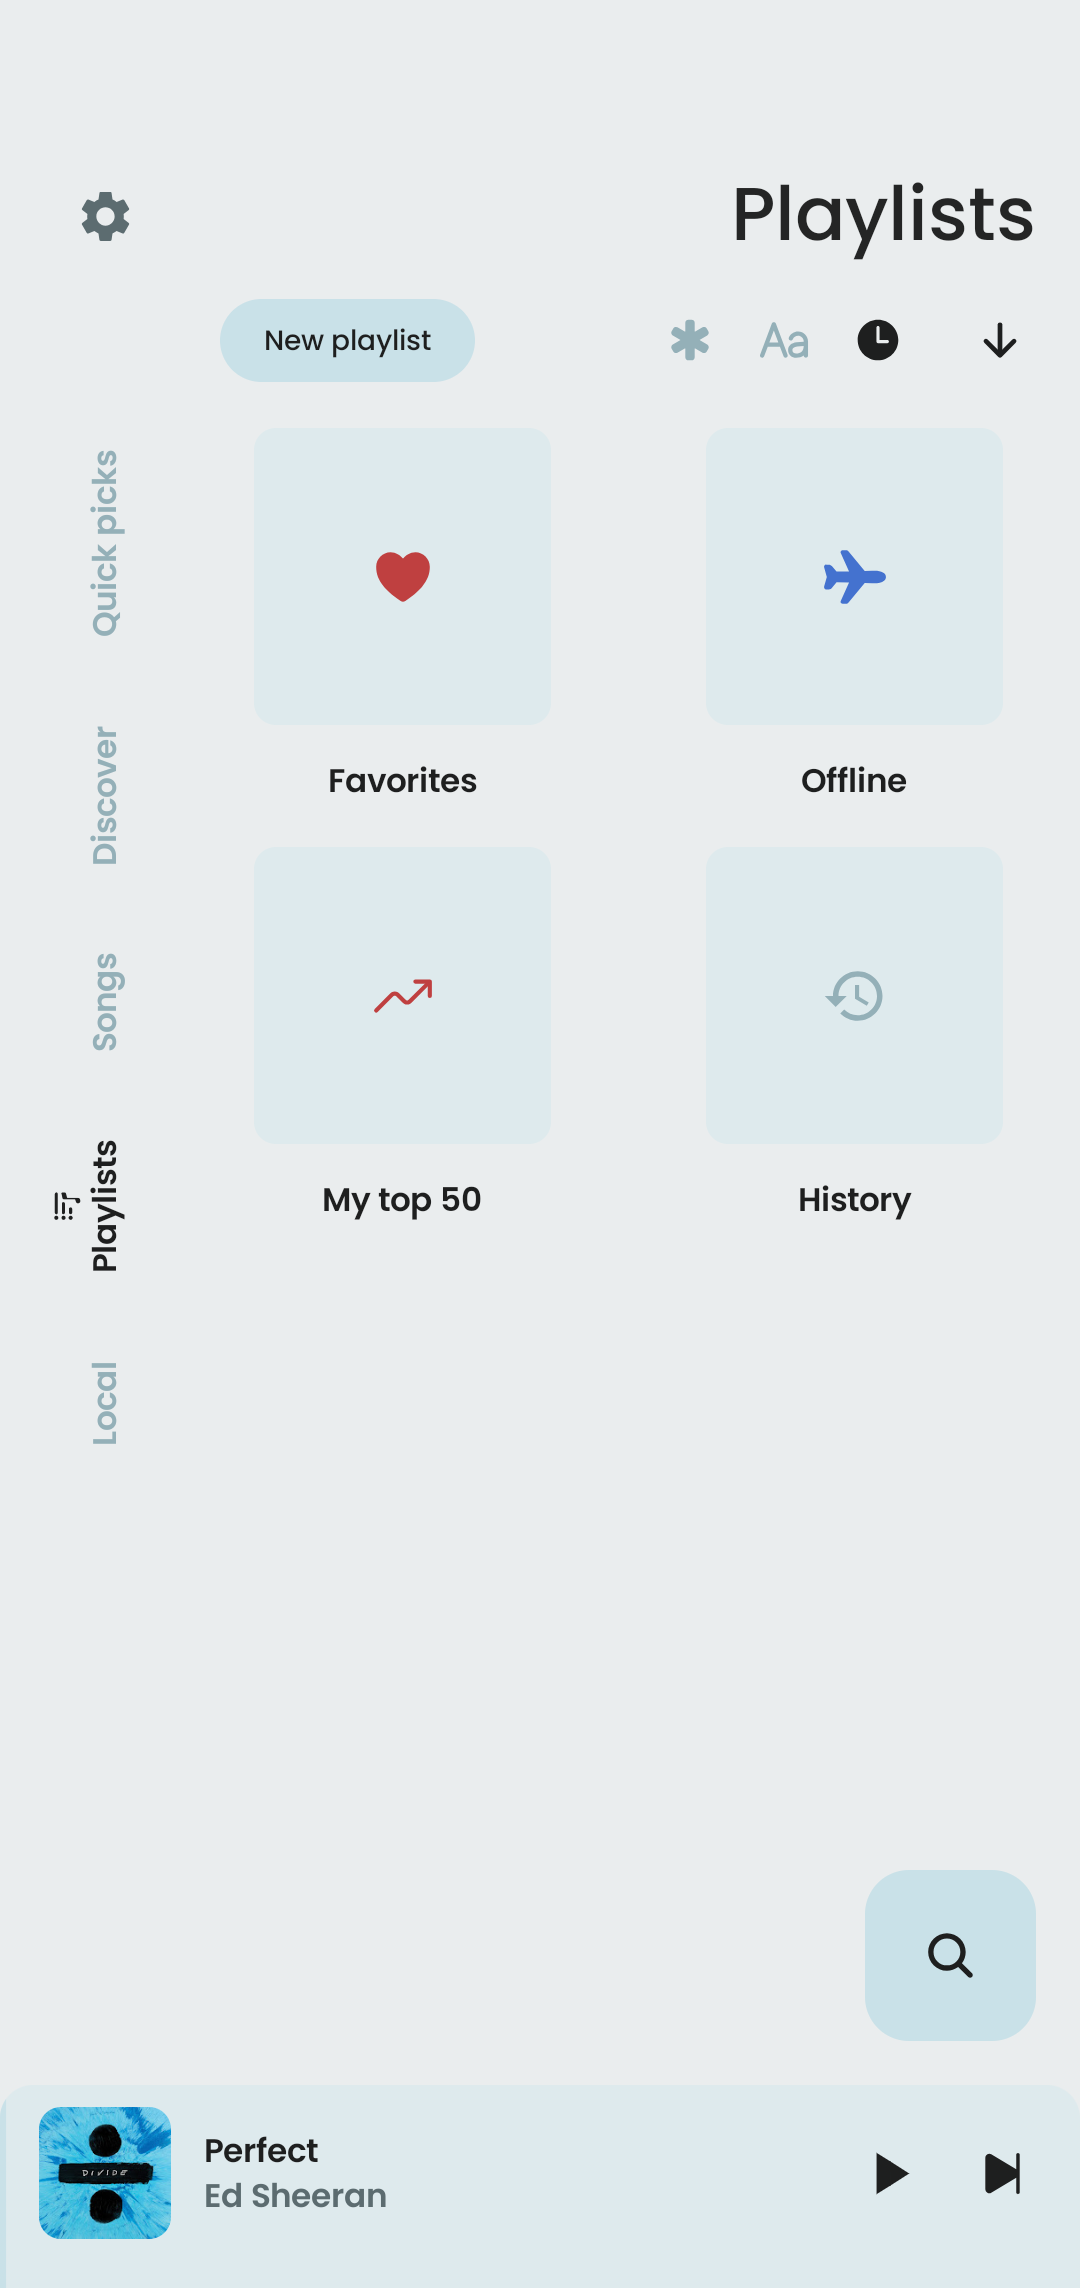 Playlists
New playlist
Aa
Quick picks
Discover
Songs
Playlists
Local
Favorites
Offline
My top 50
History
DIVIDE
Perfect
Ed Sheeran